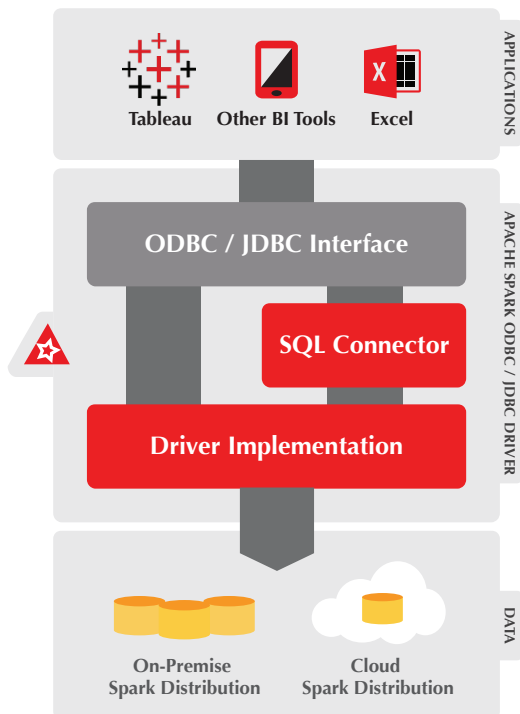 APPLICATIONS
Tableau
Other BI Tools
X
Excel
APACHE SPARK ODBC / JDBC DRIVER
ODBC / JDBC Interface
SQL Connector
Driver Implementation
DATA
On-Premise
Spark Distribution
Cloud
Spark Distribution